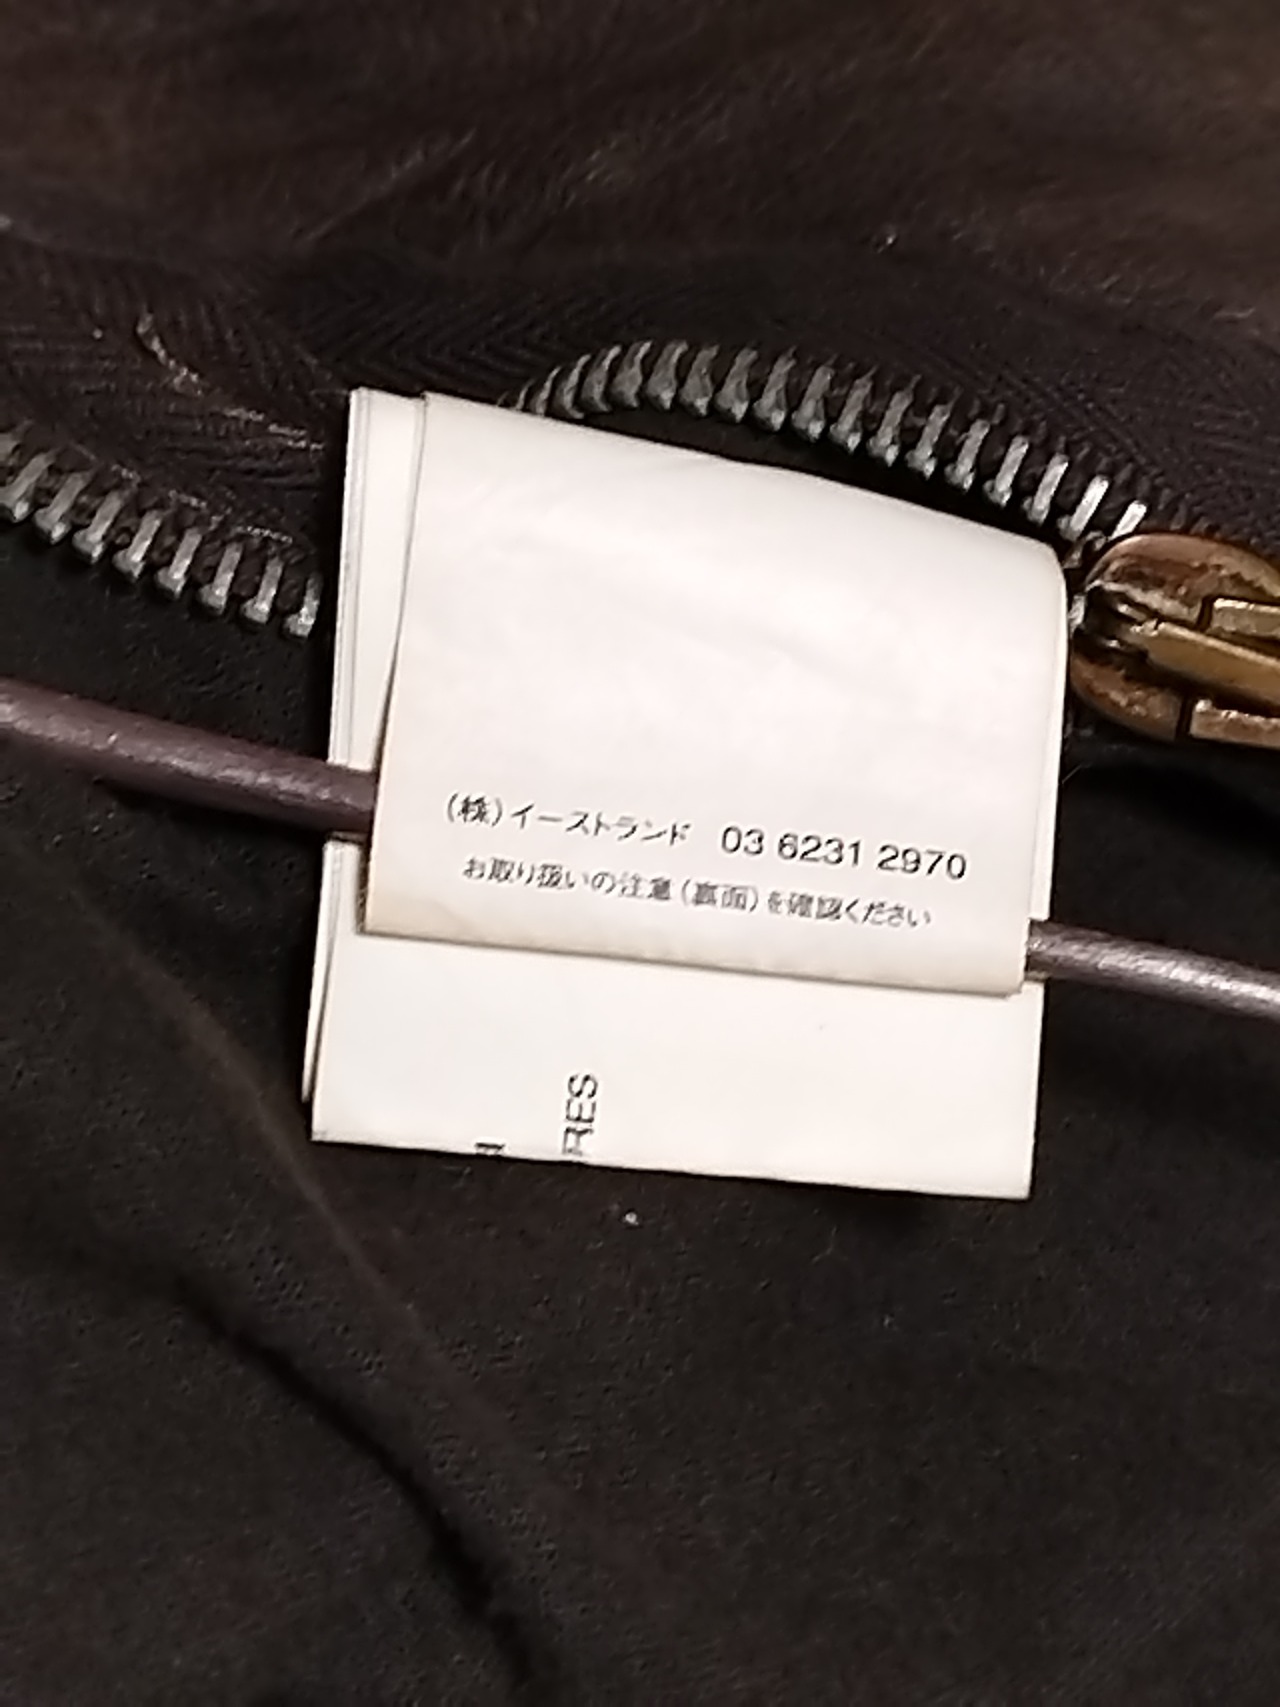 (株)イーストランド 03 6231 2970
お取り扱いの注意(裏面)を確認ください
RES